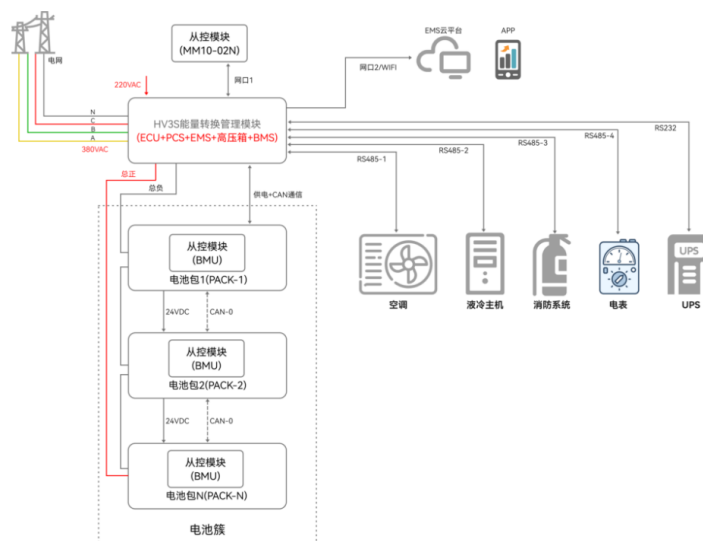 电网
从控模块
(MM10-02N)
EMS云平台
APP
网口1
网口2/WIFI
220VAC
N
C
B
A
380VAC
HV3S能量转换管理模块
(ECU+PCS+EMS+高压箱+BMS)
RS485-1
RS485-2
RS485-3
RS485-4
RS232
总正
总负
供电+CAN通信
从控模块
(BMU)
电池包1(PACK-1)
24VDC
CAN-0
从控模块
(BMU)
电池包2(PACK-2)
24VDC
CAN-0
从控模块
(BMU)
电池包N(PACK-N)
电池簇
空调
液冷主机
消防系统
电表
UPS
UPS